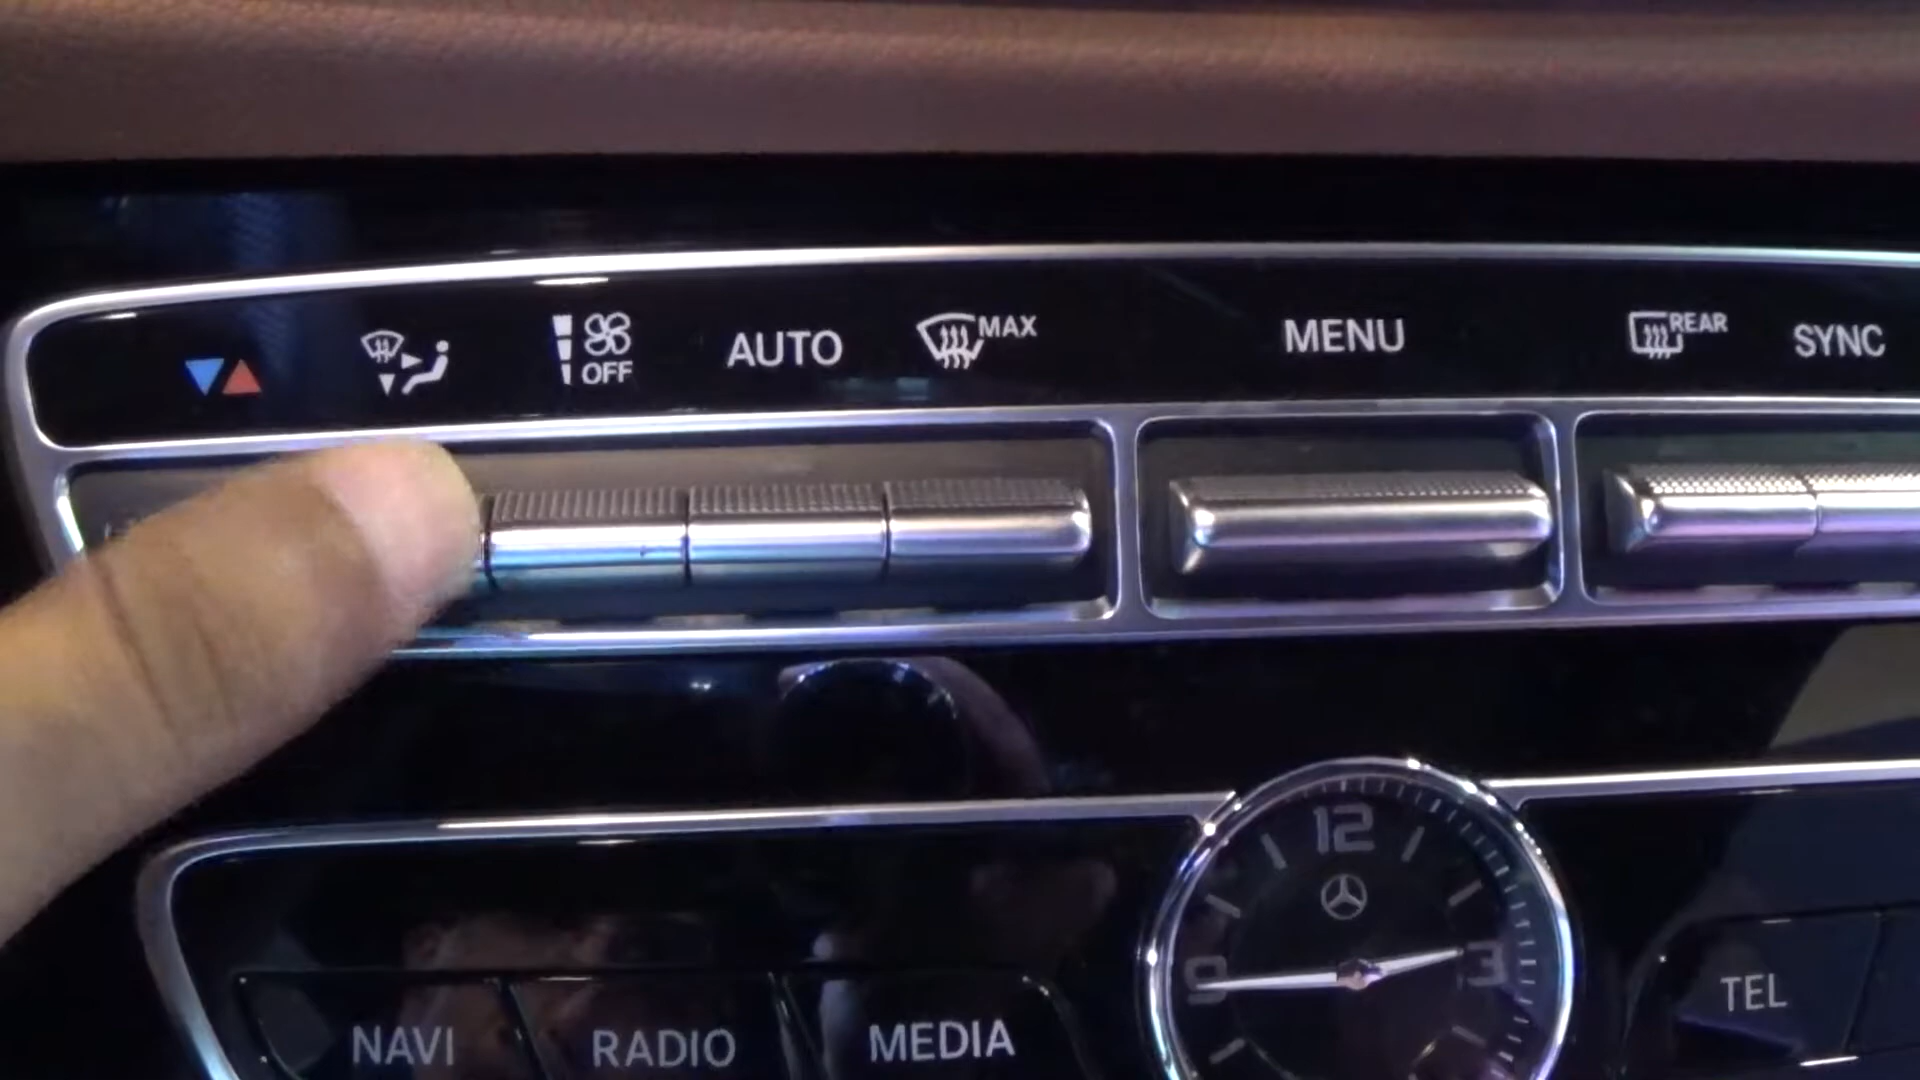 OFF
AUTO
MAX
MENU
REAR
SYNC
12
9
3
NAVI
RADIO
MEDIA
TEL